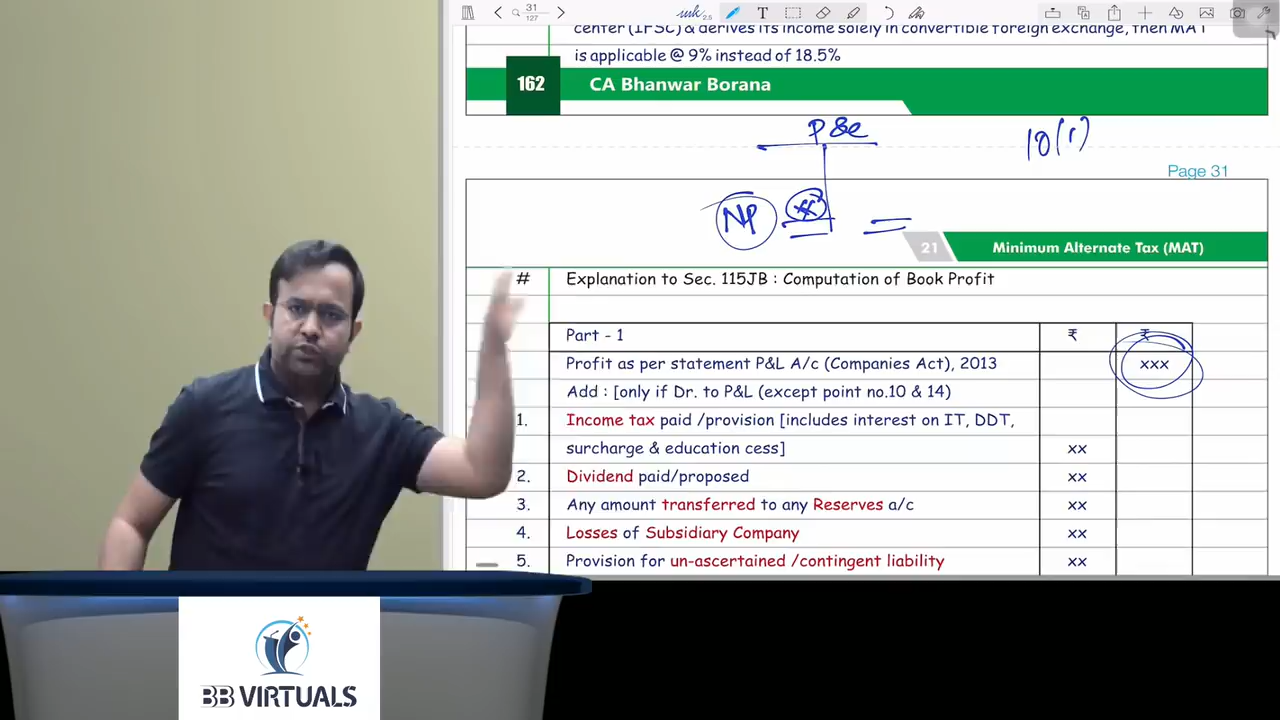 31
127
2.5
T
center (IFSC) & derives its income solely in convertible foreign exchange, then MAT
is applicable @ 9% instead of 18.5%
162 CA Bhanwar Borana
P&L
10(1)
Page 31
NP xx
21 Minimum Alternate Tax (MAT)
# Explanation to Sec. 115JB : Computation of Book Profit
Part - 1 ₹ ₹
Profit as per statement P&L A/c (Companies Act), 2013 xxx
Add : [only if Dr. to P&L (except point no.10 & 14)
1. Income tax paid /provision [includes interest on IT, DDT,
surcharge & education cess] xx
2. Dividend paid/proposed xx
3. Any amount transferred to any Reserves a/c xx
4. Losses of Subsidiary Company xx
5. Provision for un-ascertained /contingent liability xx
BB VIRTUALS